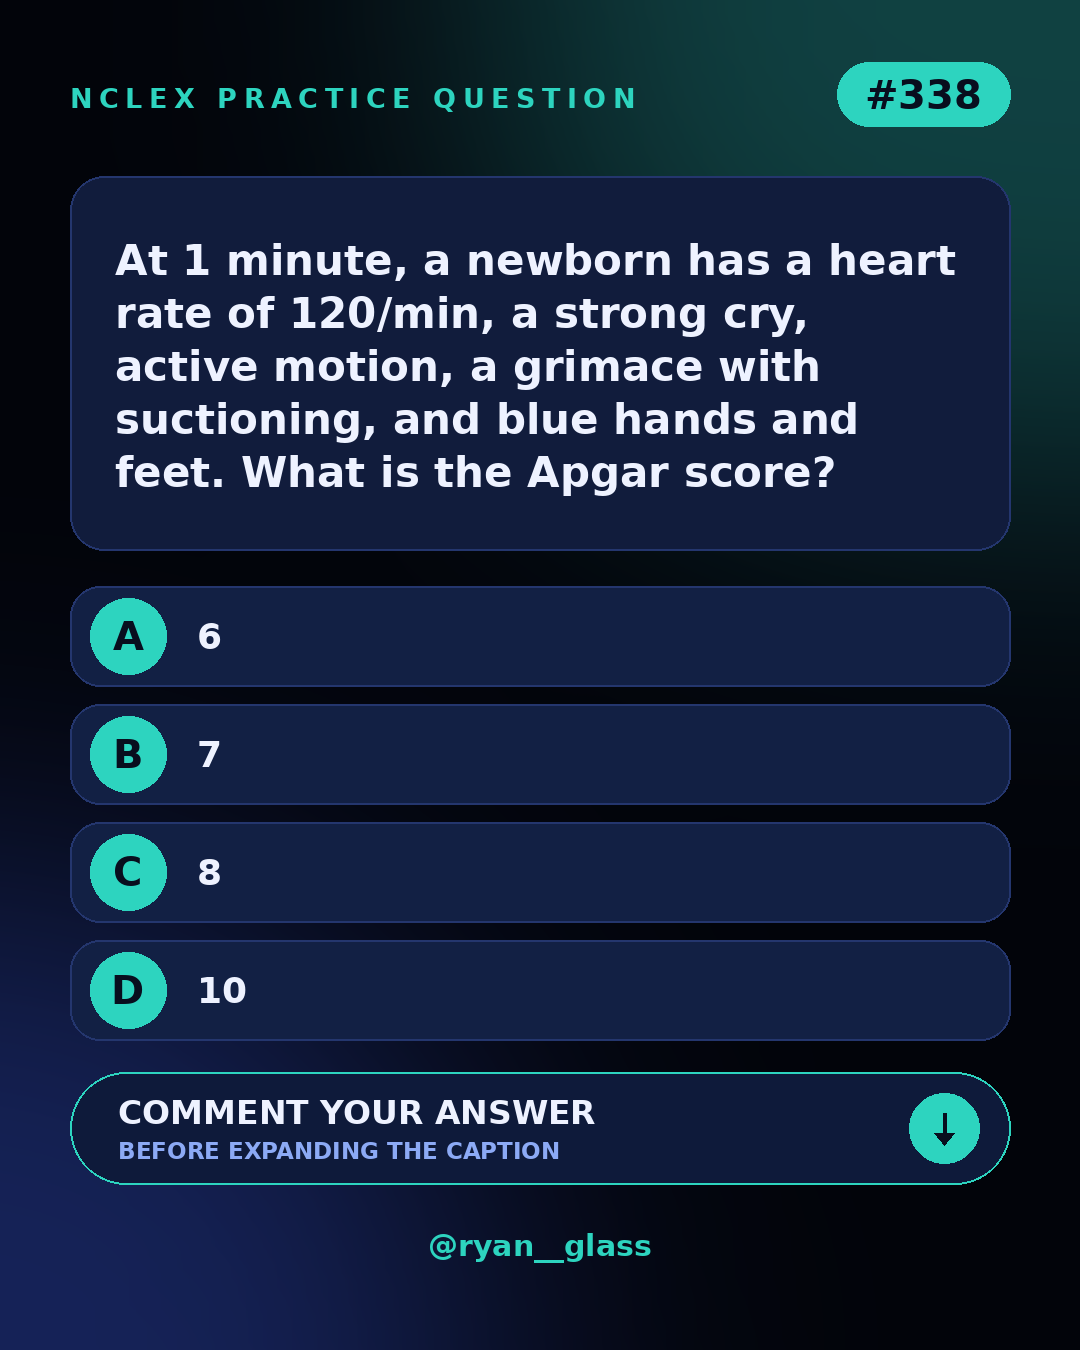 NCLEX PRACTICE QUESTION
#338
At 1 minute, a newborn has a heart
rate of 120/min, a strong cry,
active motion, a grimace with
suctioning, and blue hands and
feet. What is the Apgar score?
A 6
B 7
C 8
D 10
COMMENT YOUR ANSWER
BEFORE EXPANDING THE CAPTION
@ryan__glass